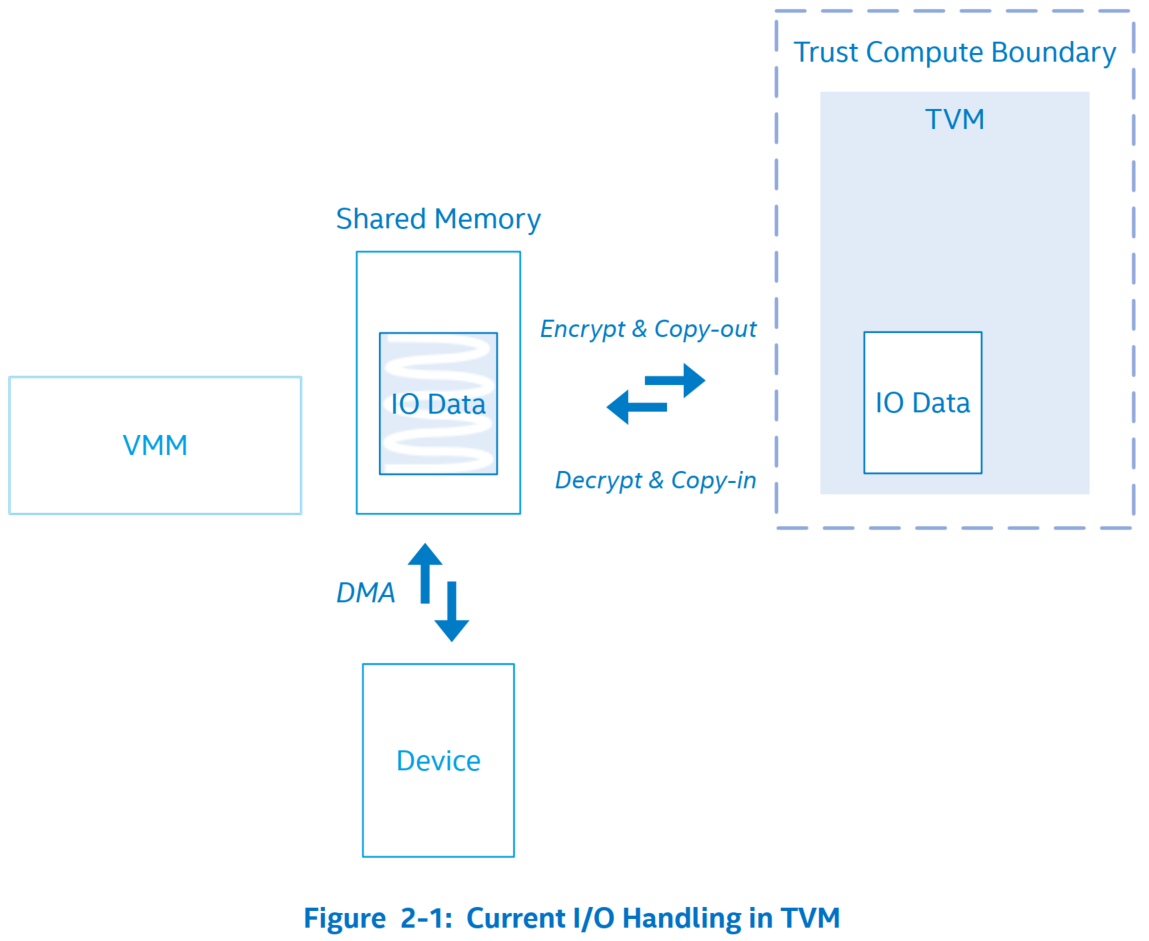 Trust Compute Boundary
TVM
Shared Memory
Encrypt & Copy-out
IO Data
IO Data
VMM
Decrypt & Copy-in
DMA
Device
Figure 2-1: Current I/O Handling in TVM